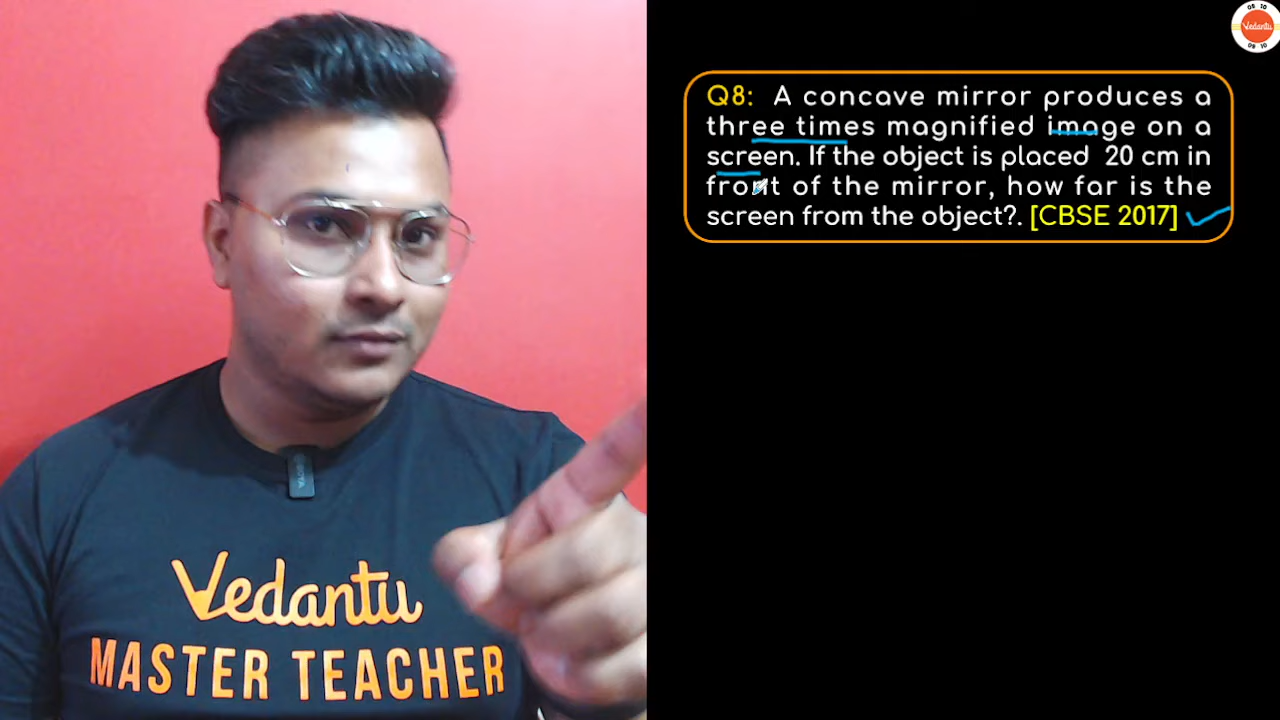 Vedantu
Q8: A concave mirror produces a
three times magnified image on a
screen. If the object is placed 20 cm in
front of the mirror, how far is the
screen from the object?. [CBSE 2017]
Vedantu
MASTER TEACHER